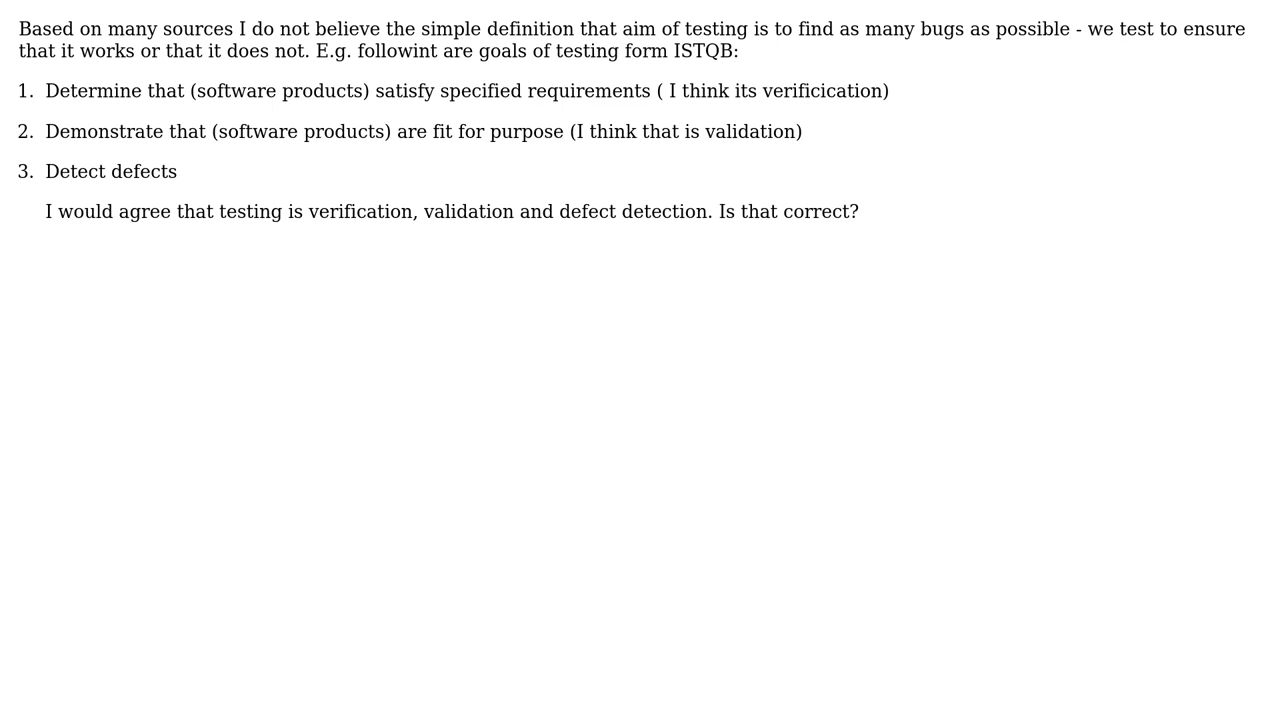 Based on many sources I do not believe the simple definition that aim of testing is to find as many bugs as possible - we test to ensure
that it works or that it does not. E.g. followint are goals of testing form ISTQB:
1. Determine that (software products) satisfy specified requirements ( I think its verificication)
2. Demonstrate that (software products) are fit for purpose (I think that is validation)
3. Detect defects
I would agree that testing is verification, validation and defect detection. Is that correct?